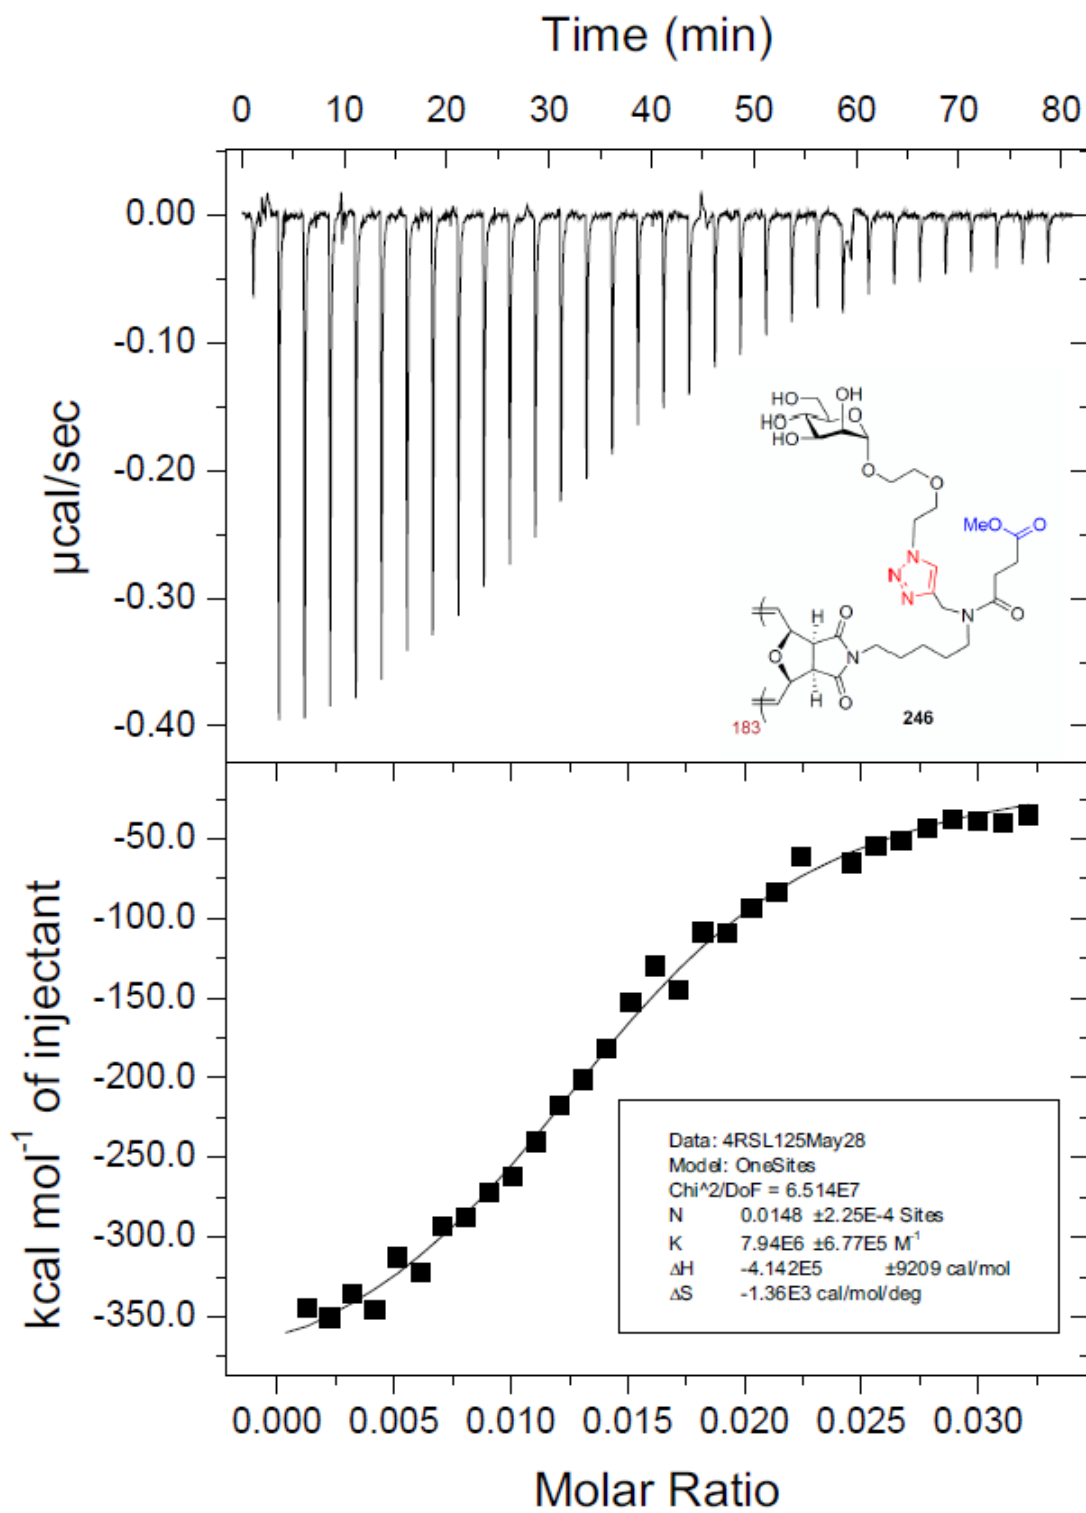 Time (min)
0 10 20 30 40 50 60 70 80
0.00
-0.10
-0.20
-0.30
-0.40
µcal/sec
HO
OH
HO
O
HO
HO
O
O
MeO
O
N
N
N
N
O
H
O
O
N
H
O
183
246
-50.0
-100.0
-150.0
-200.0
-250.0
-300.0
-350.0
kcal mol⁻¹ of injectant
Data: 4RSL125May28
Model: OneSites
Chi^2/DoF = 6.514E7
N 0.0148 ±2.25E-4 Sites
K 7.94E6 ±6.77E5 M⁻¹
ΔH -4.142E5 ±9209 cal/mol
ΔS -1.36E3 cal/mol/deg
0.000 0.005 0.010 0.015 0.020 0.025 0.030
Molar Ratio